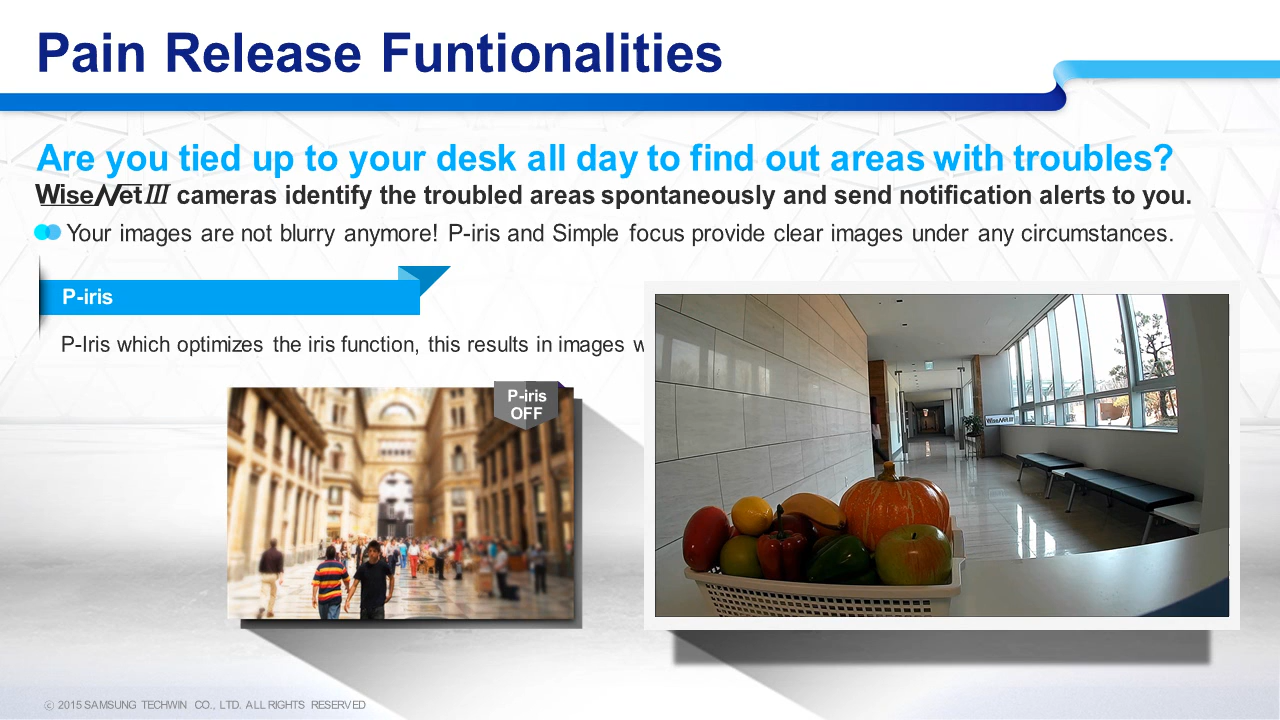 Pain Release Funtionalities
Are you tied up to your desk all day to find out areas with troubles?
WiseNetIII cameras identify the troubled areas spontaneously and send notification alerts to you.
Your images are not blurry anymore! P-iris and Simple focus provide clear images under any circumstances.
P-iris
P-Iris which optimizes the iris function, this results in images
P-iris
OFF
WiseNetIII
ⓒ 2015 SAMSUNG TECHWIN CO., LTD. ALL RIGHTS RESERVED